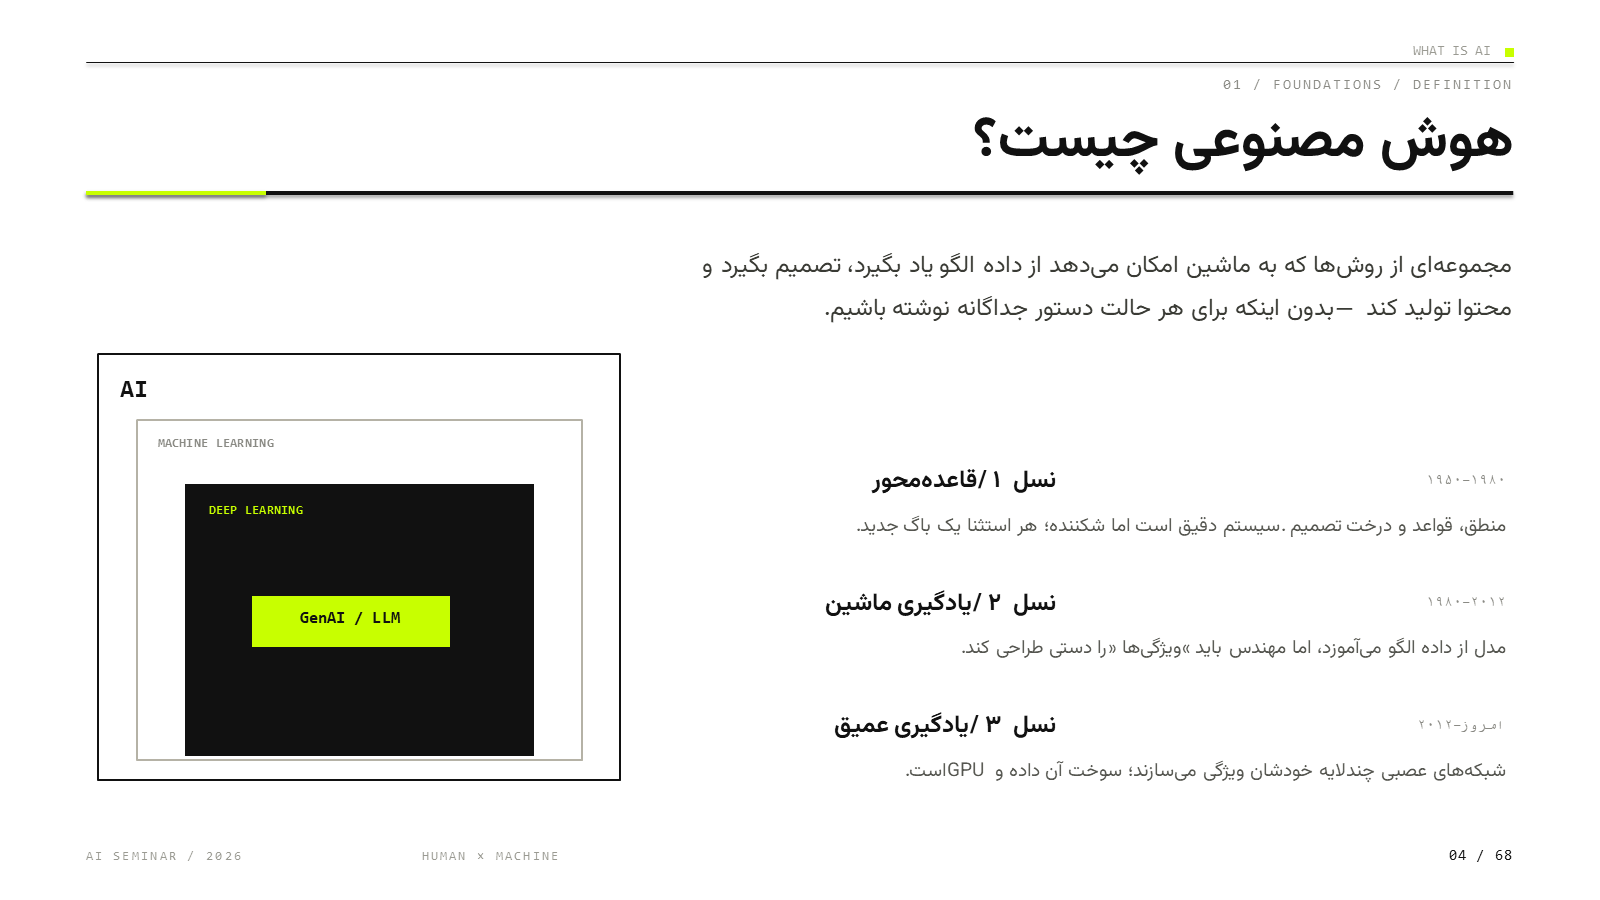 WHAT IS AI
01 / FOUNDATIONS / DEFINITION
هوش مصنوعی چیست؟
مجموعه‌ای از روش‌ها که به ماشین امکان می‌دهد از داده الگو یاد بگیرد، تصمیم بگیرد و
محتوا تولید کند —بدون اینکه برای هر حالت دستور جداگانه نوشته باشیم.
۱۹۵۰–۱۹۸۰
نسل ۱ /قاعده‌محور
منطق، قواعد و درخت تصمیم .سیستم دقیق است اما شکننده؛ هر استثنا یک باگ جدید.
۱۹۸۰–۲۰۱۲
نسل ۲ /یادگیری ماشین
مدل از داده الگو می‌آموزد، اما مهندس باید «ویژگی‌ها »را دستی طراحی کند.
۲۰۱۲–امروز
نسل ۳ /یادگیری عمیق
شبکه‌های عصبی چندلایه خودشان ویژگی می‌سازند؛ سوخت آن داده و GPUاست.
AI
MACHINE LEARNING
DEEP LEARNING
GenAI / LLM
AI SEMINAR / 2026
HUMAN × MACHINE
04 / 68